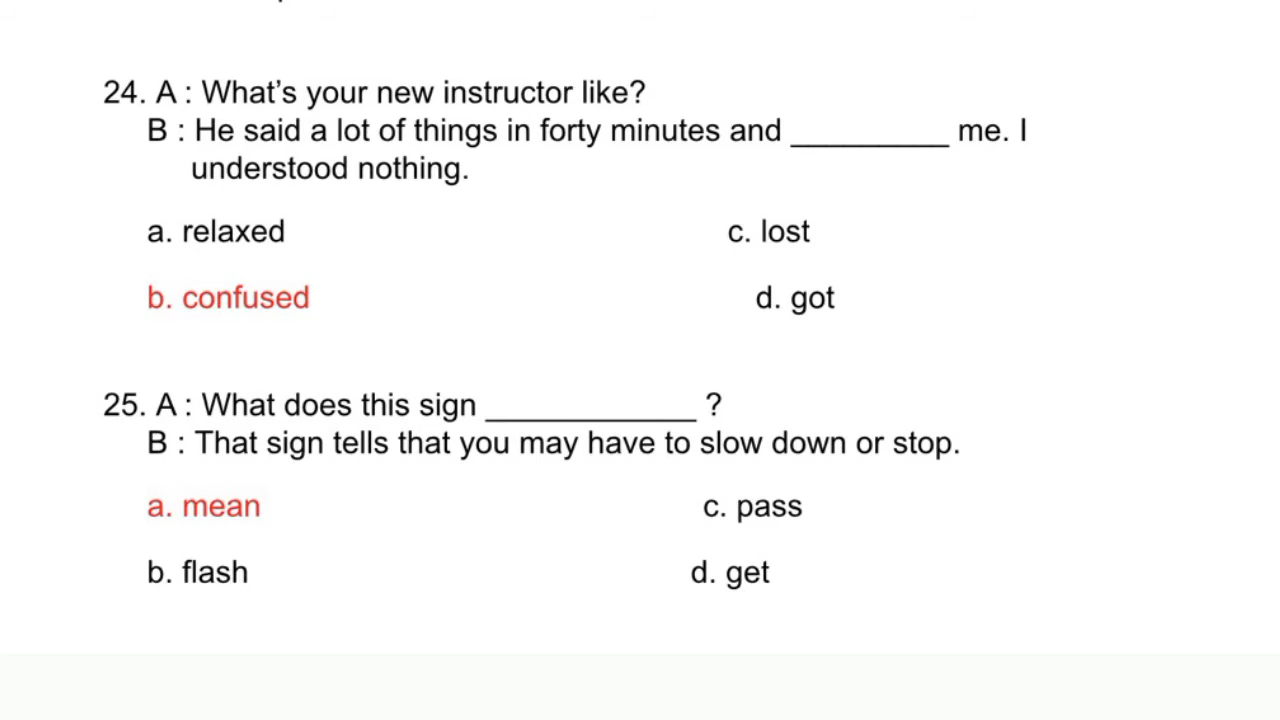 24. A : What’s your new instructor like?
B : He said a lot of things in forty minutes and _________ me. I
understood nothing.
a. relaxed
c. lost
b. confused
d. got
25. A : What does this sign ____________ ?
B : That sign tells that you may have to slow down or stop.
a. mean
c. pass
b. flash
d. get